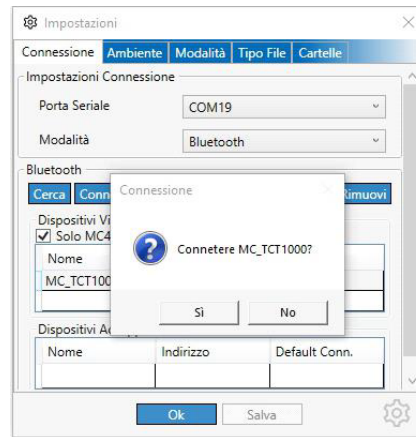 Impostazioni
Connessione Ambiente Modalità Tipo File Cartelle
Impostazioni Connessione
Porta Seriale COM19
Modalità Bluetooth
Bluetooth
Cerca Conn
Connessione
Rimuovi
Dispositivi Vi
Solo MC4
Connetere MC_TCT1000?
Nome
MC_TCT100
Sì No
Dispositivi A
Nome Indirizzo Default Conn.
Ok Salva